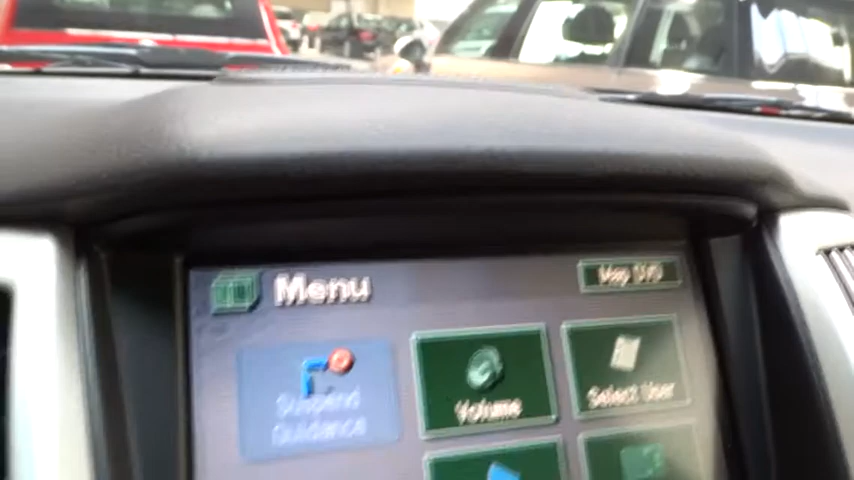 Menu
Map DVD
Suspend
Guidance
Volume
Select User